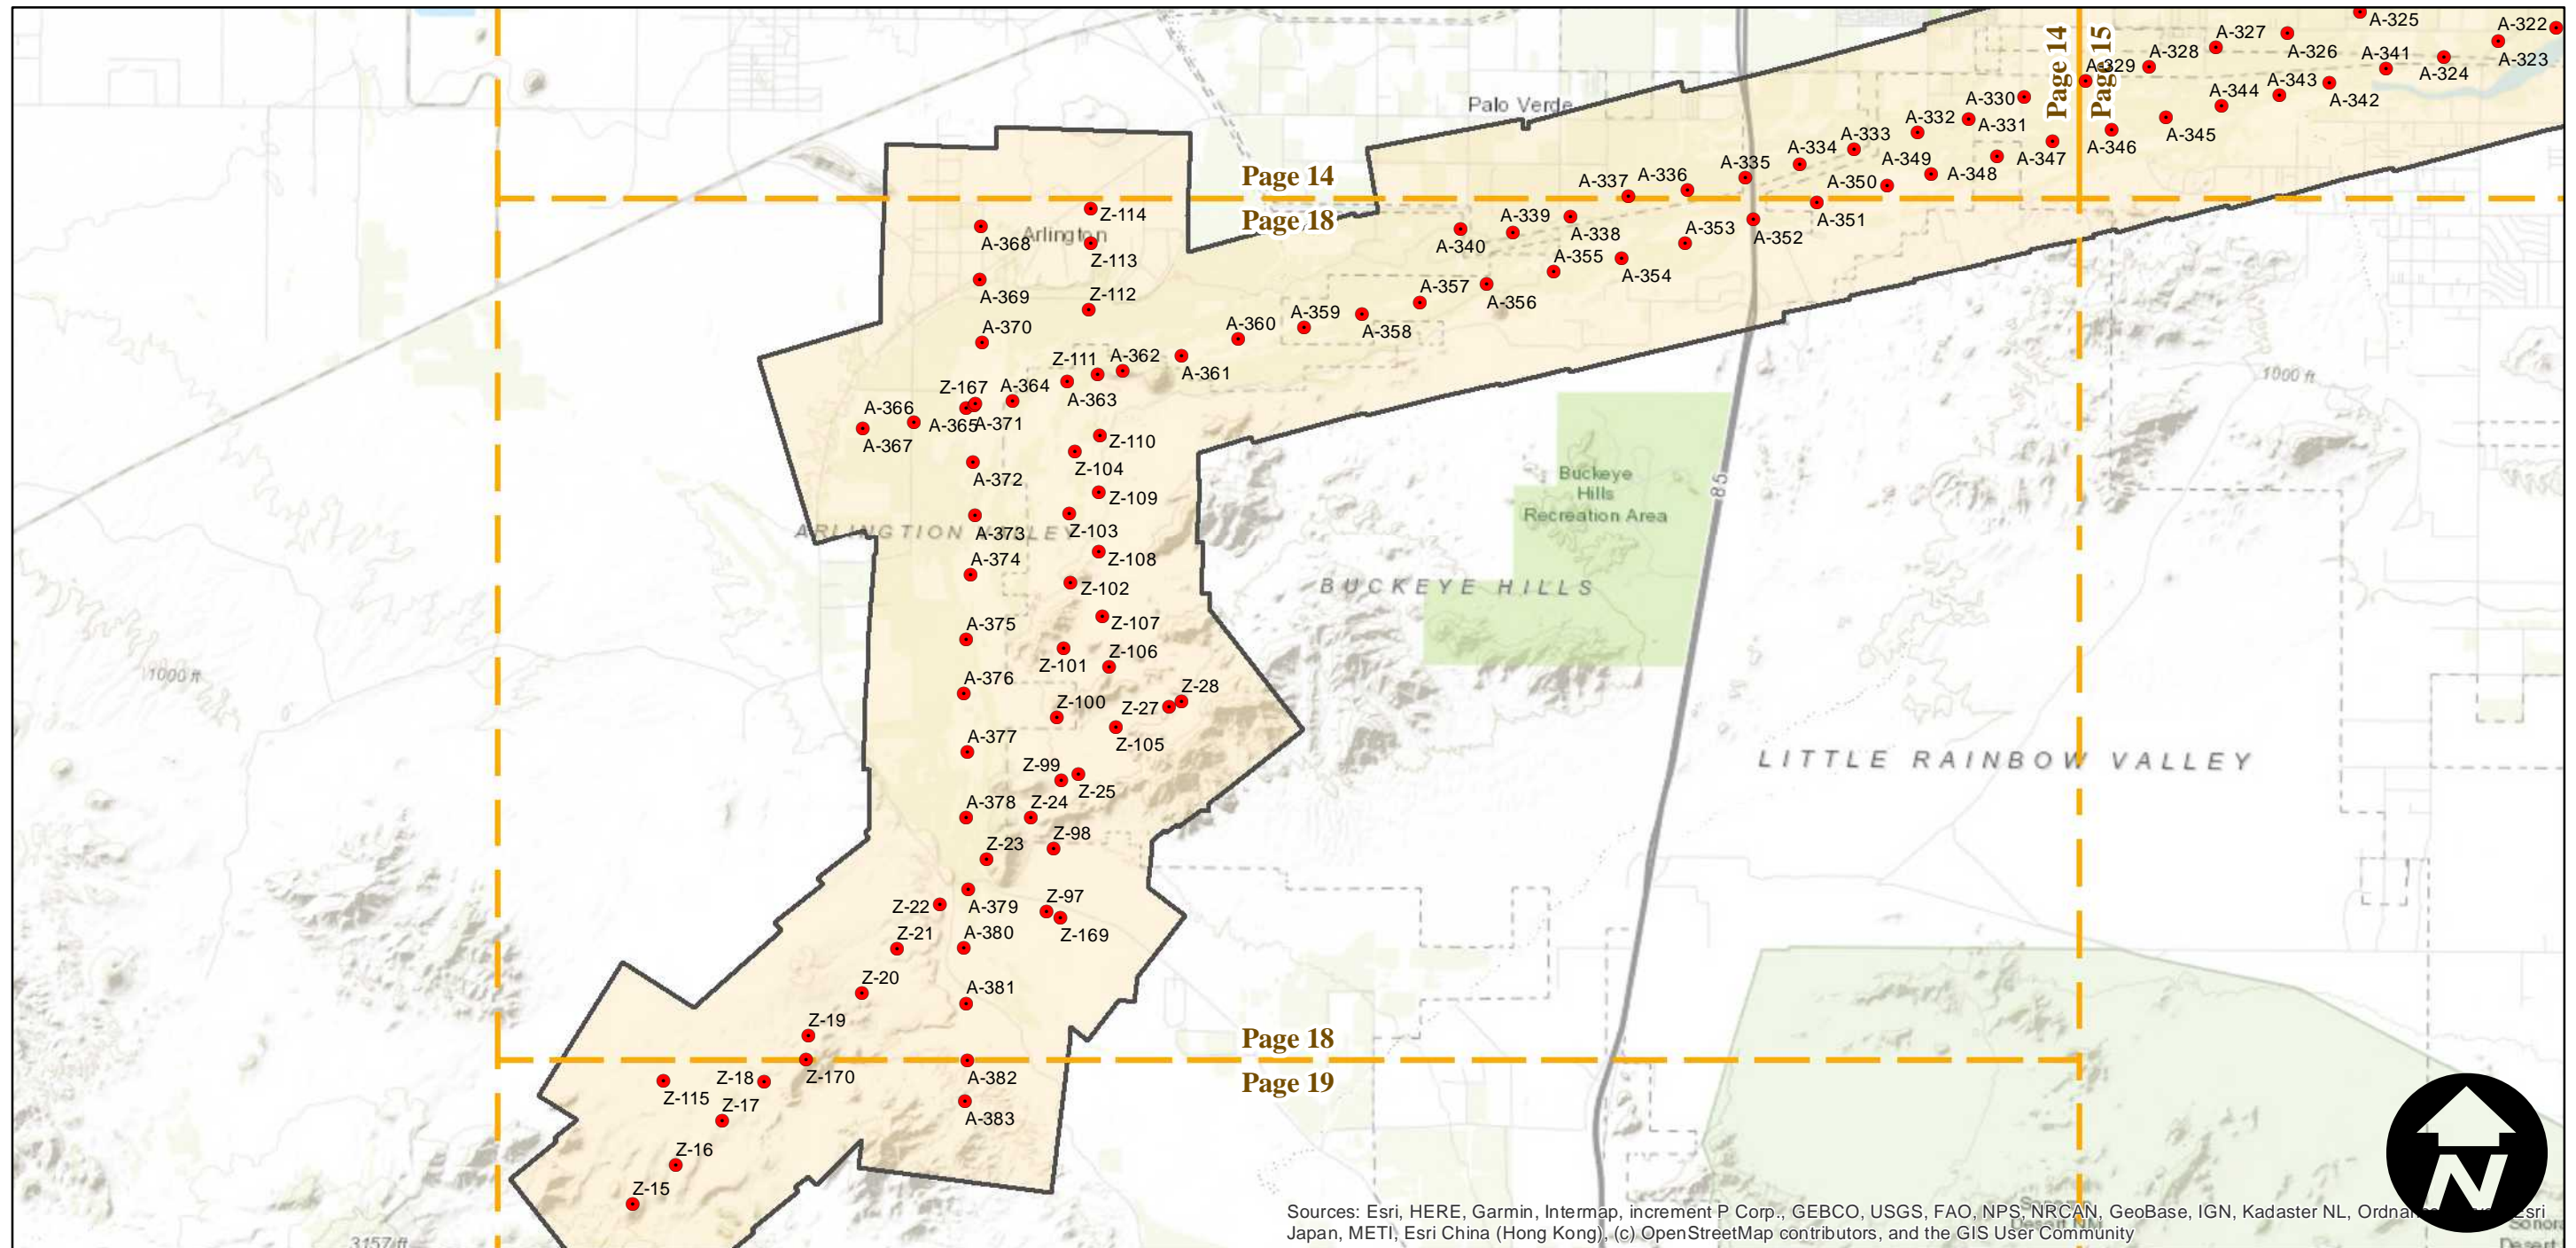 A-325
A-322
A-327
A-326
A-323
A-328
A-341
A-324
A-329
Page 14
Page 15
A-343
A-342
A-344
A-330
Palo Verde
A-332
A-331
A-345
A-333
A-346
A-334
A-349
A-347
A-335
A-348
A-336
A-350
A-337
Page 14
Page 18
Z-114
A-339
A-351
A-368
Arlington
A-340
A-338
A-353
A-352
Z-113
A-355
A-354
A-369
Z-112
A-357
A-356
A-370
A-360
A-359
A-358
Z-111
A-362
A-361
1000 ft
Z-167
A-364
A-363
A-366
A-365
A-371
A-367
Z-110
Z-104
A-372
Buckeye
Hills
Recreation Area
85
Z-109
ARLINGTION VALLEY
A-373
Z-103
A-374
Z-108
Z-102
BUCKEYE HILLS
A-375
Z-107
Z-101
Z-106
1000 ft
A-376
Z-28
Z-100
Z-27
A-377
Z-105
LITTLE RAINBOW VALLEY
Z-99
Z-25
A-378
Z-24
Z-98
Z-23
Z-22
A-379
Z-97
Z-21
A-380
Z-169
Z-20
A-381
Z-19
Page 18
Page 19
Z-18
Z-170
A-382
Z-115
Z-17
A-383
Z-16
Z-15
3157 ft
N
Sources: Esri, HERE, Garmin, Intermap, increment P Corp., GEBCO, USGS, FAO, NPS, NRCAN, GeoBase, IGN, Kadaster NL, Esri
Japan, METI, Esri China (Hong Kong), (c) OpenStreetMap contributors, and the GIS User Community